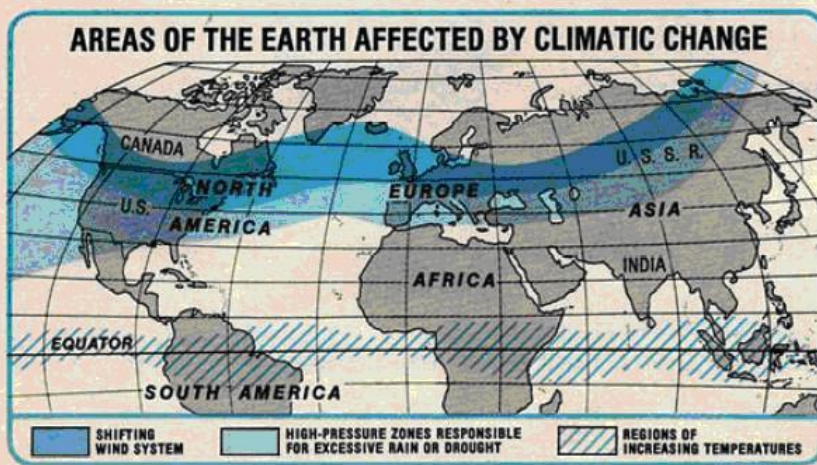 AREAS OF THE EARTH AFFECTED BY CLIMATIC CHANGE
CANADA
U. S. S. R.
NORTH
EUROPE
U.S.
ASIA
AMERICA
INDIA
AFRICA
EQUATOR
SOUTH AMERICA
SHIFTING
WIND SYSTEM
HIGH-PRESSURE ZONES RESPONSIBLE
FOR EXCESSIVE RAIN OR DROUGHT
REGIONS OF
INCREASING TEMPERATURES